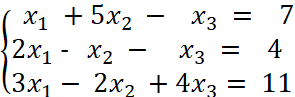 x₁ + 5x₂ − x₃ = 7
2x₁ - x₂ − x₃ = 4
3x₁ − 2x₂ + 4x₃ = 11